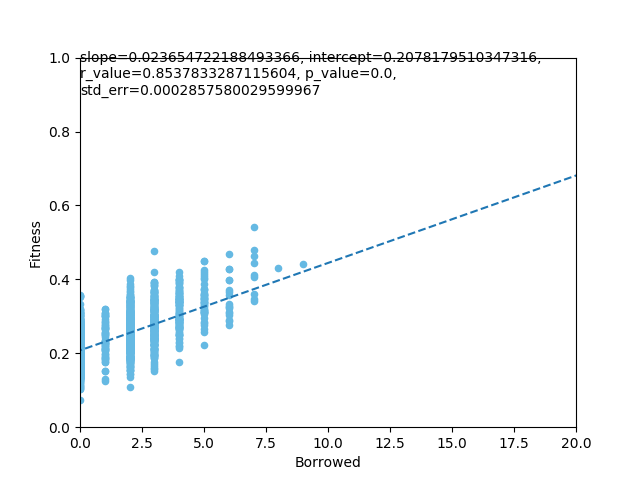 slope=0.023654722188493366, intercept=0.2078179510347316,
r_value=0.8537833287115604, p_value=0.0,
std_err=0.0002857580029599967
1.0
0.8
0.6
0.4
0.2
0.0
Fitness
0.0 2.5 5.0 7.5 10.0 12.5 15.0 17.5 20.0
Borrowed